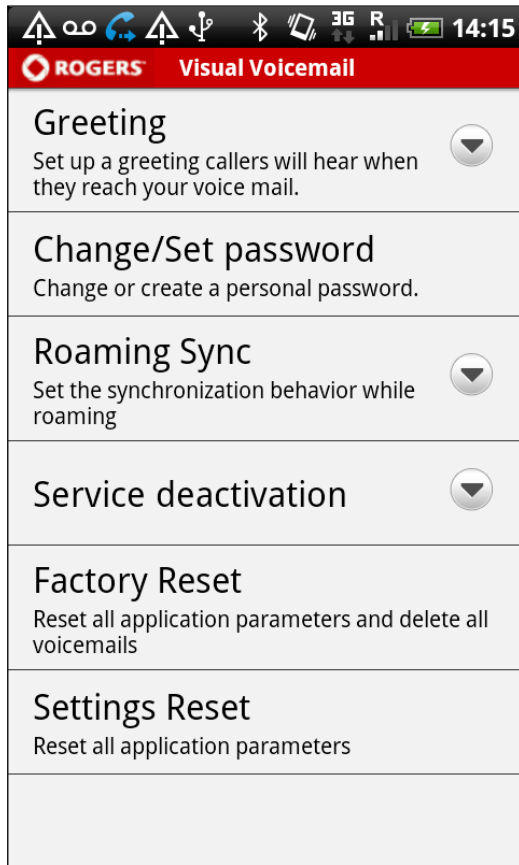 3G R 14:15
ROGERS™ Visual Voicemail
Greeting
Set up a greeting callers will hear when
they reach your voice mail.
Change/Set password
Change or create a personal password.
Roaming Sync
Set the synchronization behavior while
roaming
Service deactivation
Factory Reset
Reset all application parameters and delete all
voicemails
Settings Reset
Reset all application parameters